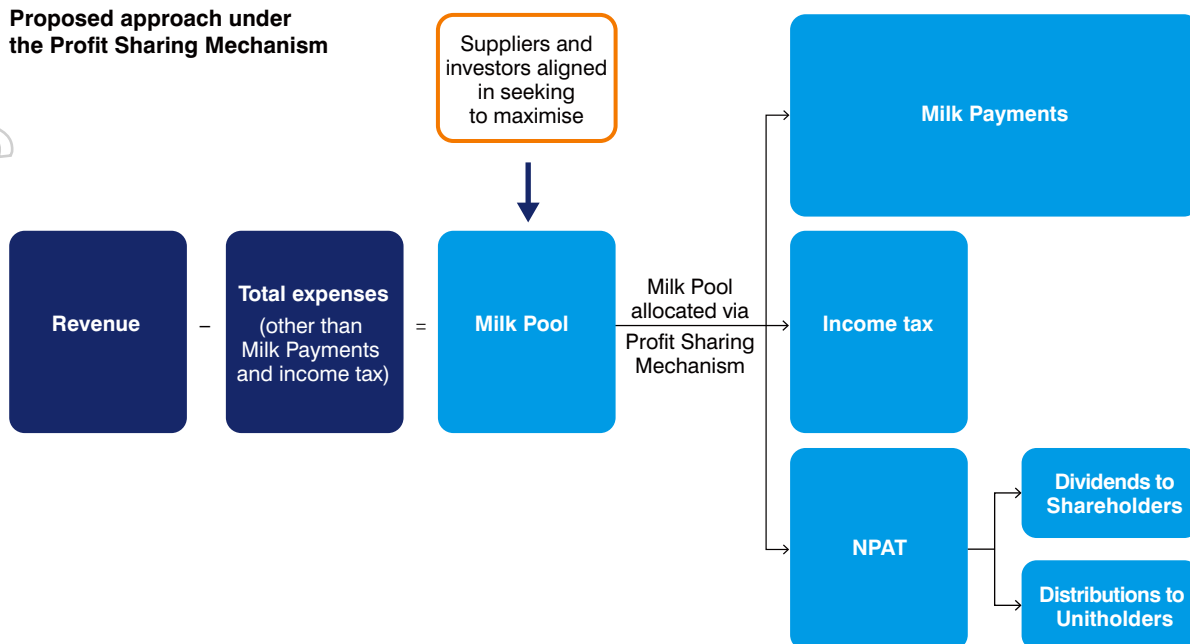 Proposed approach under
the Profit Sharing Mechanism
Suppliers and
investors aligned
in seeking
to maximise
Milk Payments
Revenue
–
Total expenses
(other than
Milk Payments
and income tax)
=
Milk Pool
Milk Pool
allocated via
Profit Sharing
Mechanism
Income tax
NPAT
Dividends to
Shareholders
Distributions to
Unitholders